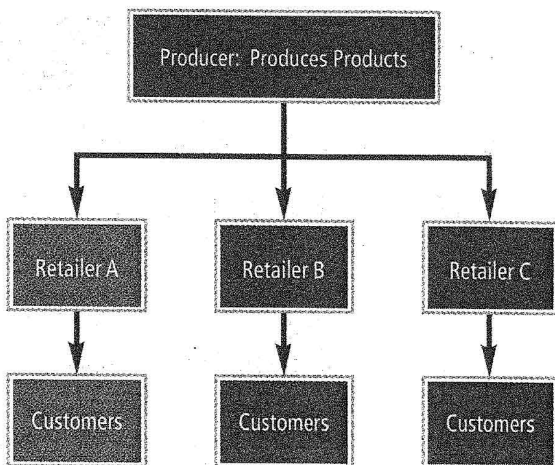 Producer: Produces Products
Retailer A
Retailer B
Retailer C
Customers
Customers
Customers